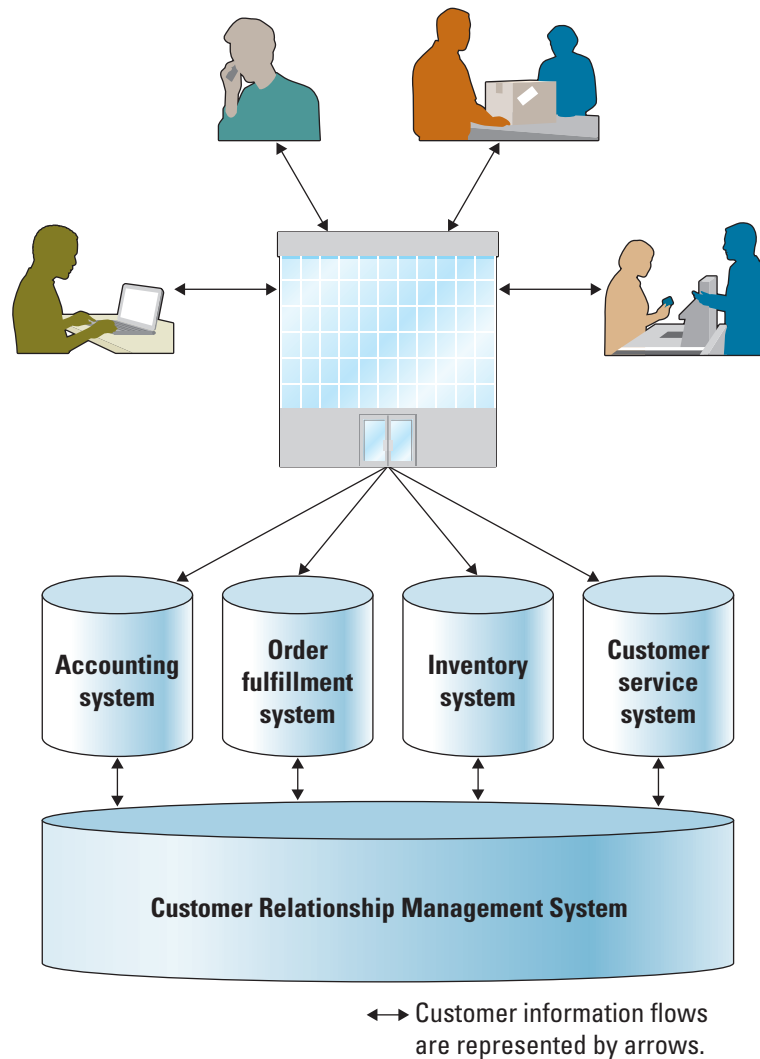 Accounting
system
Order
fulfillment
system
Inventory
system
Customer
service
system
Customer Relationship Management System
Customer information flows
are represented by arrows.